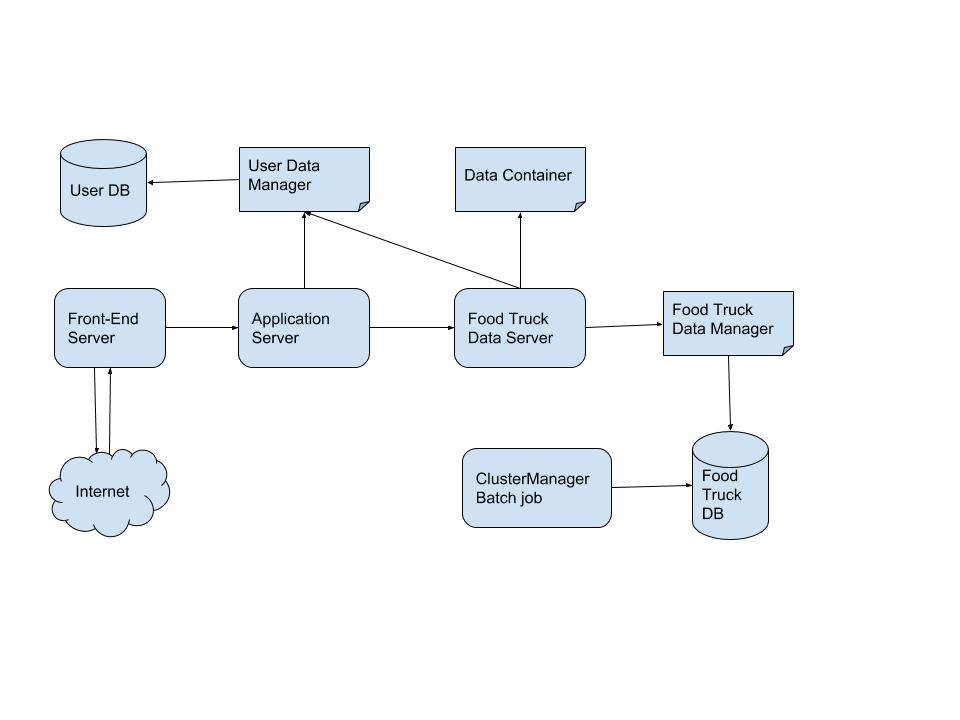 User DB
User Data
Manager
Data Container
Front-End
Server
Application
Server
Food Truck
Data Server
Food Truck
Data Manager
Internet
ClusterManager
Batch job
Food
Truck
DB